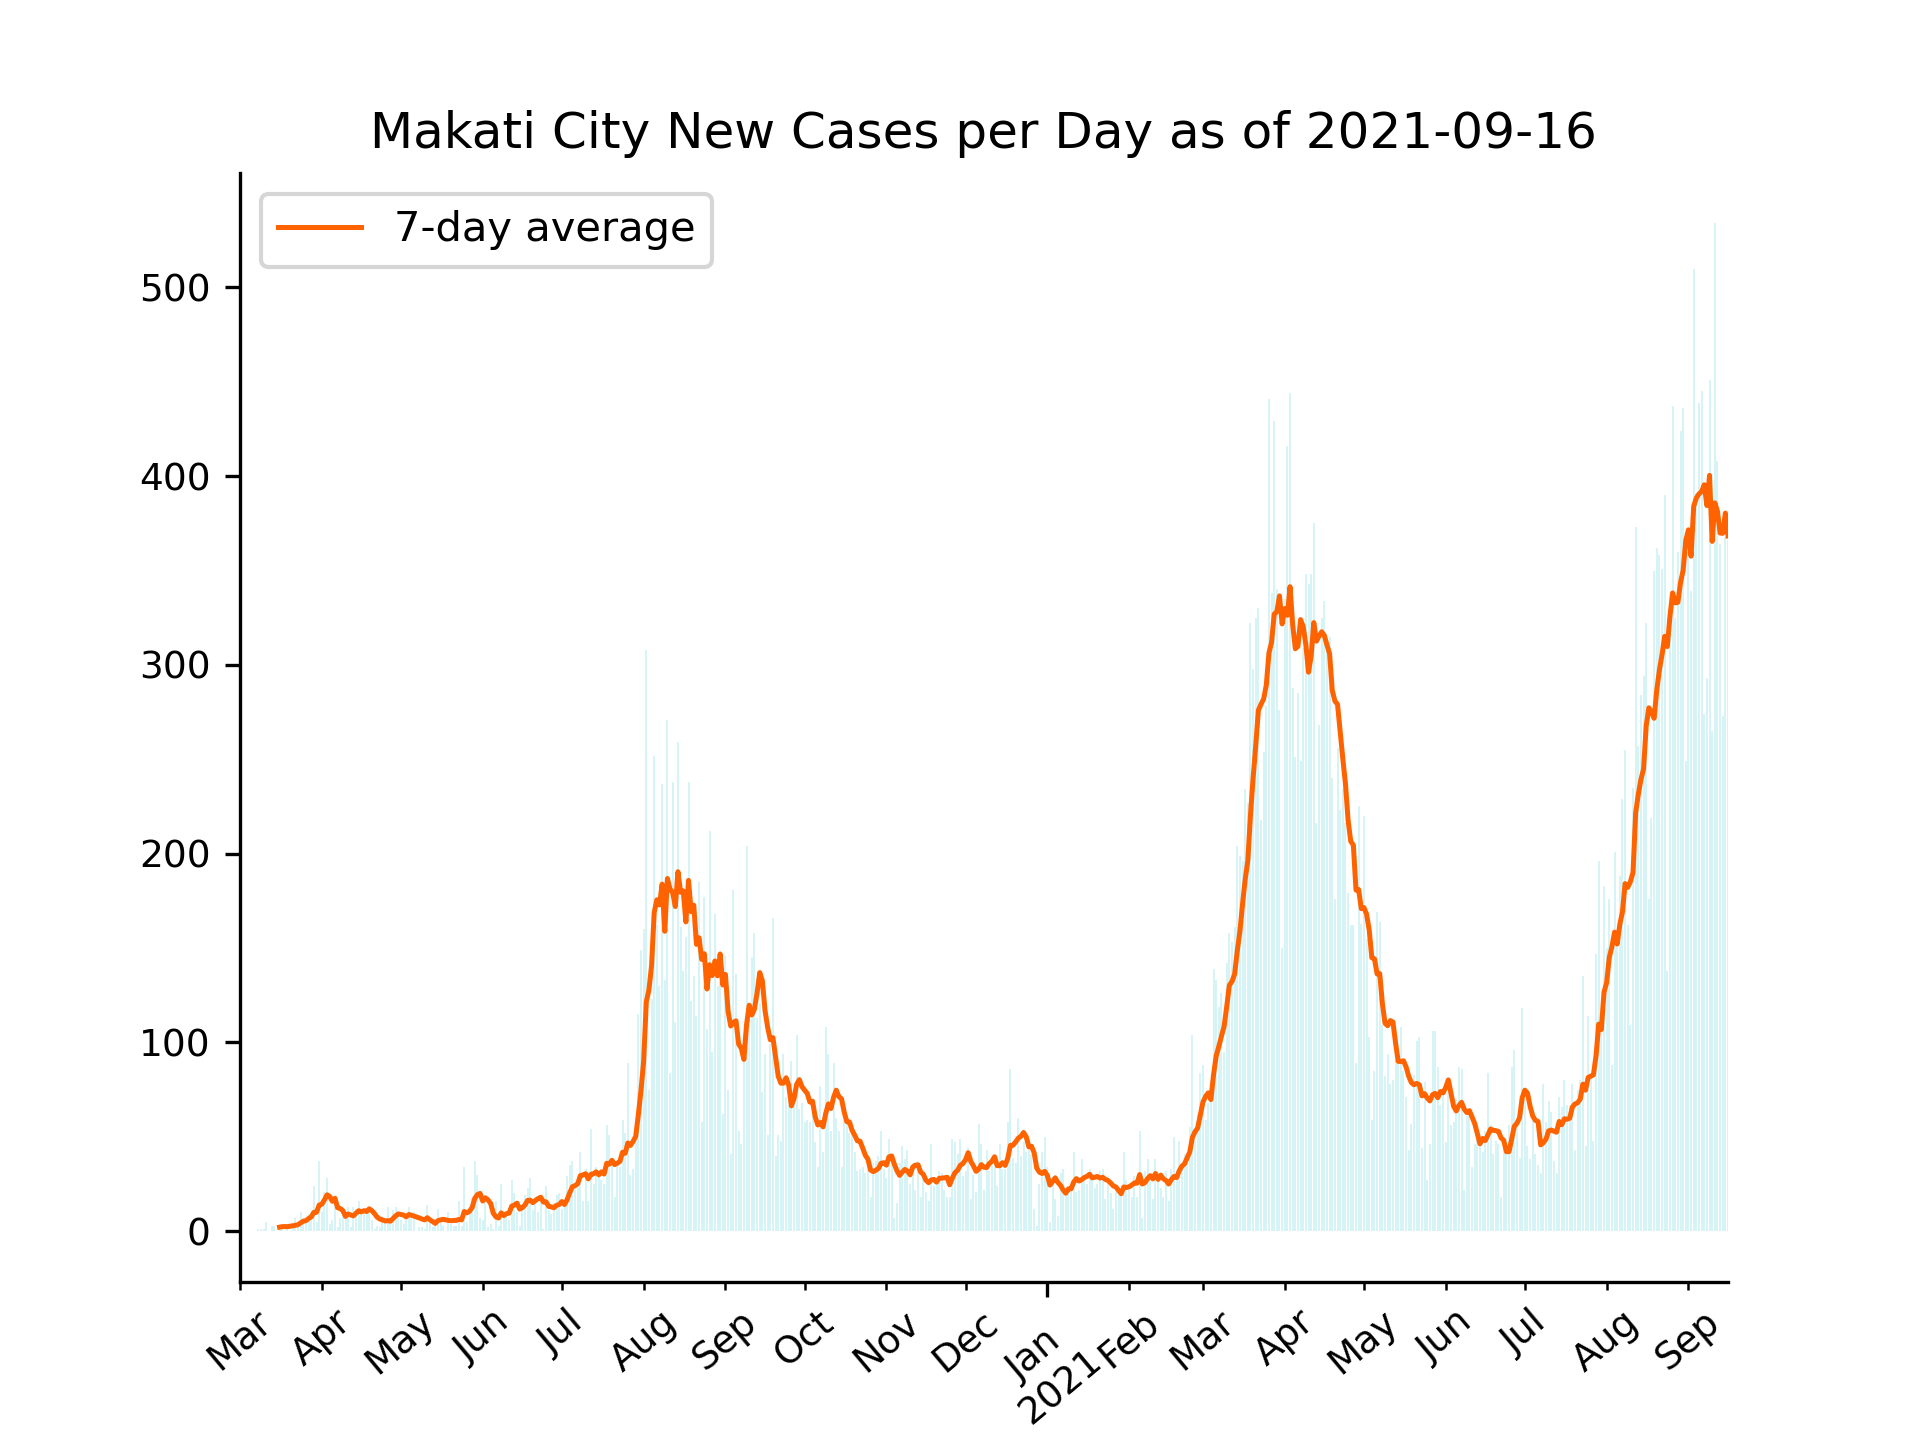 Makati City New Cases per Day as of 2021-09-16
7-day average
500
400
300
200
100
0
Mar
Apr
May
Jun
Jul
Aug
Sep
Oct
Nov
Dec
Jan
2021
Feb
Mar
Apr
May
Jun
Jul
Aug
Sep